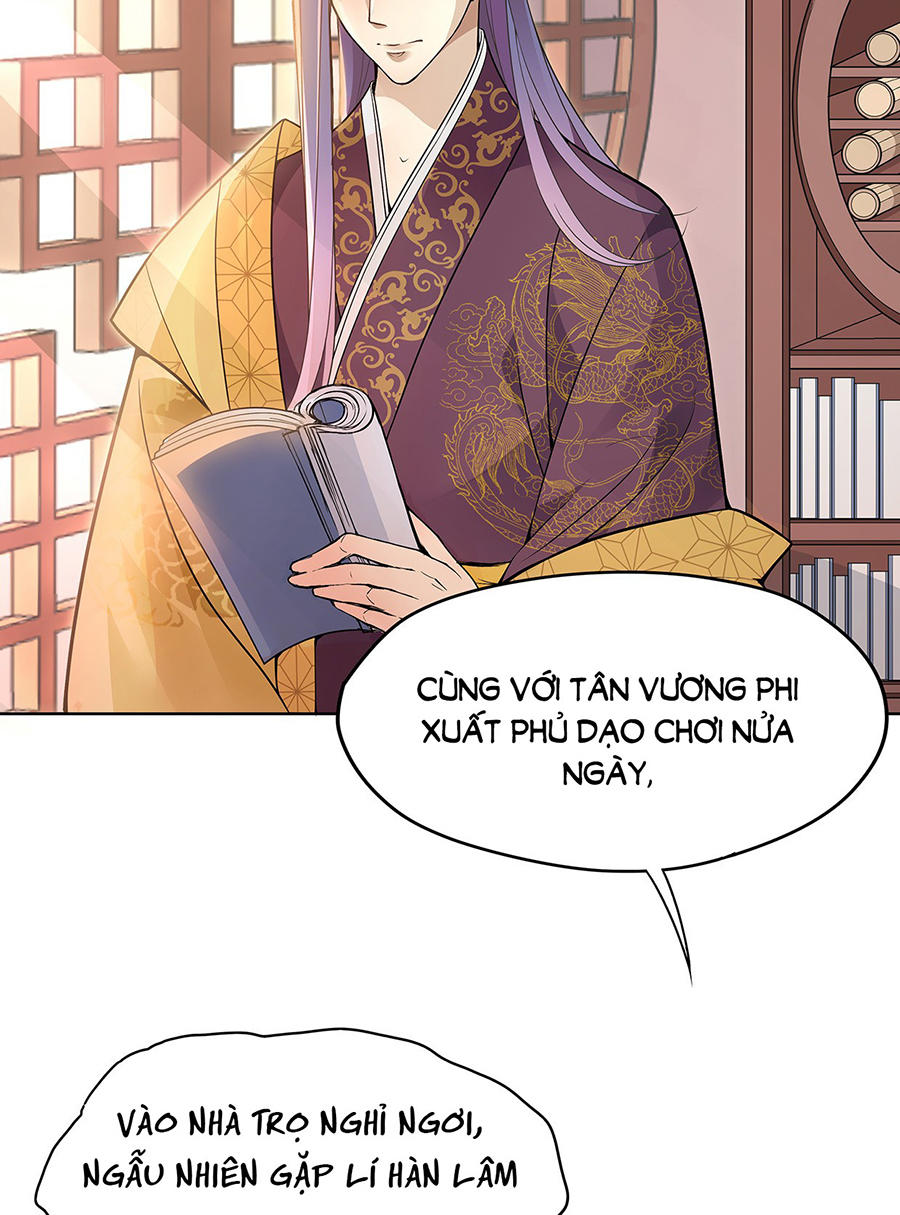 CÙNG VỚI TÂN VƯƠNG PHI
XUẤT PHỦ DẠO CHƠI NỬA
NGÀY,
VÀO NHÀ TRỌ NGHỈ NGƠI,
NGẪU NHIÊN GẶP LÍ HÀN LÂM